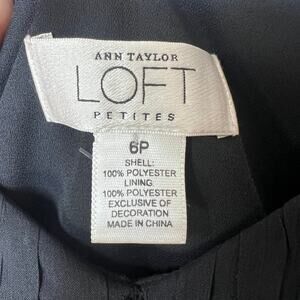 ANN TAYLOR
LOFT
PETITES
6P
SHELL:
100% POLYESTER
LINING:
100% POLYESTER
EXCLUSIVE OF
DECORATION
MADE IN CHINA